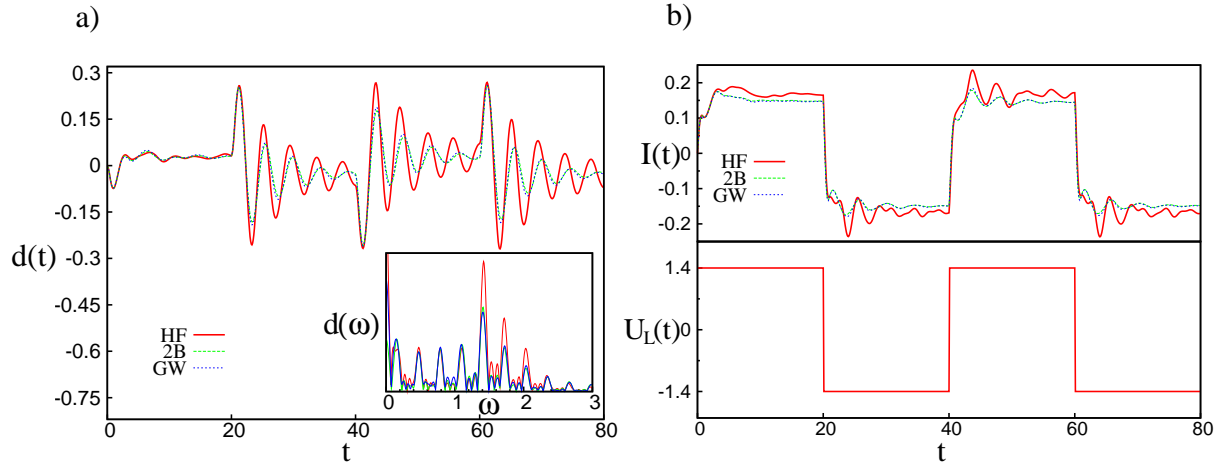 a)
0.3
0.15
0
-0.15
-0.3
-0.45
-0.6
-0.75
d(t)
HF
2B
GW
0 20 40 60 80
t
d(ω)
0 1 2 3
ω
b)
0.2
0.1
0
-0.1
-0.2
I(t)
HF
2B
GW
1.4
0
-1.4
U_L(t)
0 20 40 60 80
t